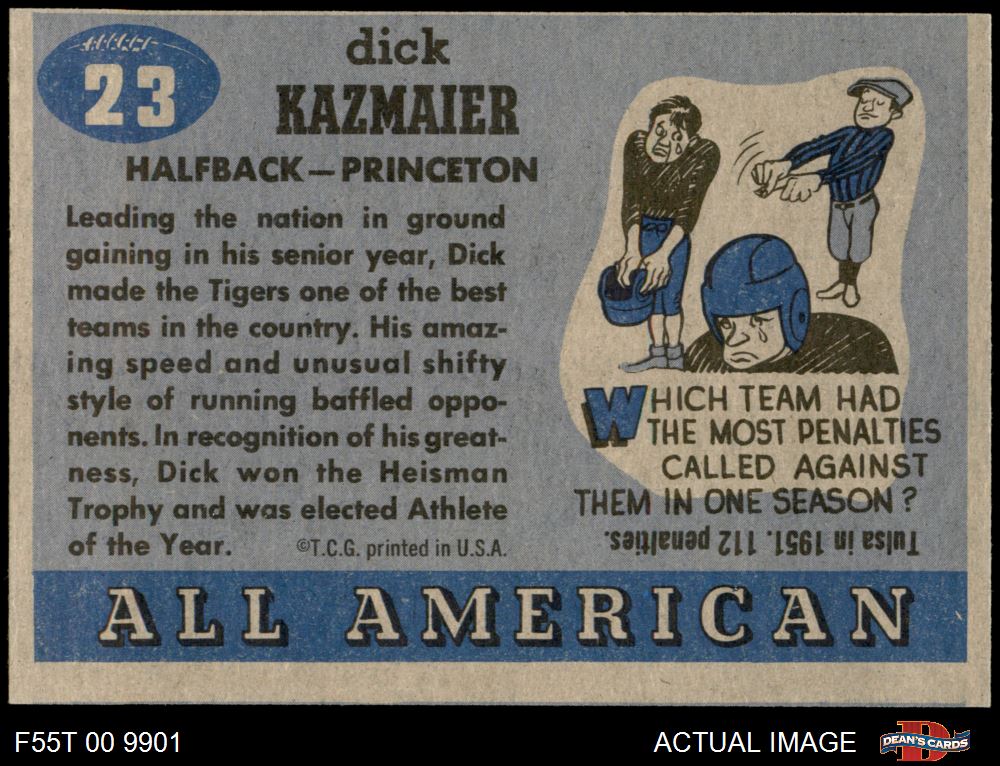 23
dick
KAZMAIER
HALFBACK—PRINCETON
Leading the nation in ground
gaining in his senior year, Dick
made the Tigers one of the best
teams in the country. His amaz-
ing speed and unusual shifty
style of running baffled oppo-
nents. In recognition of his great-
ness, Dick won the Heisman
Trophy and was elected Athlete
of the Year.
©T.C.G. printed in U.S.A.
WHICH TEAM HAD
THE MOST PENALTIES
CALLED AGAINST
THEM IN ONE SEASON?
Tulsa in 1951. 112 penalties.
ALL AMERICAN
F55T 00 9901
ACTUAL IMAGE
D
DEAN'S CARDS